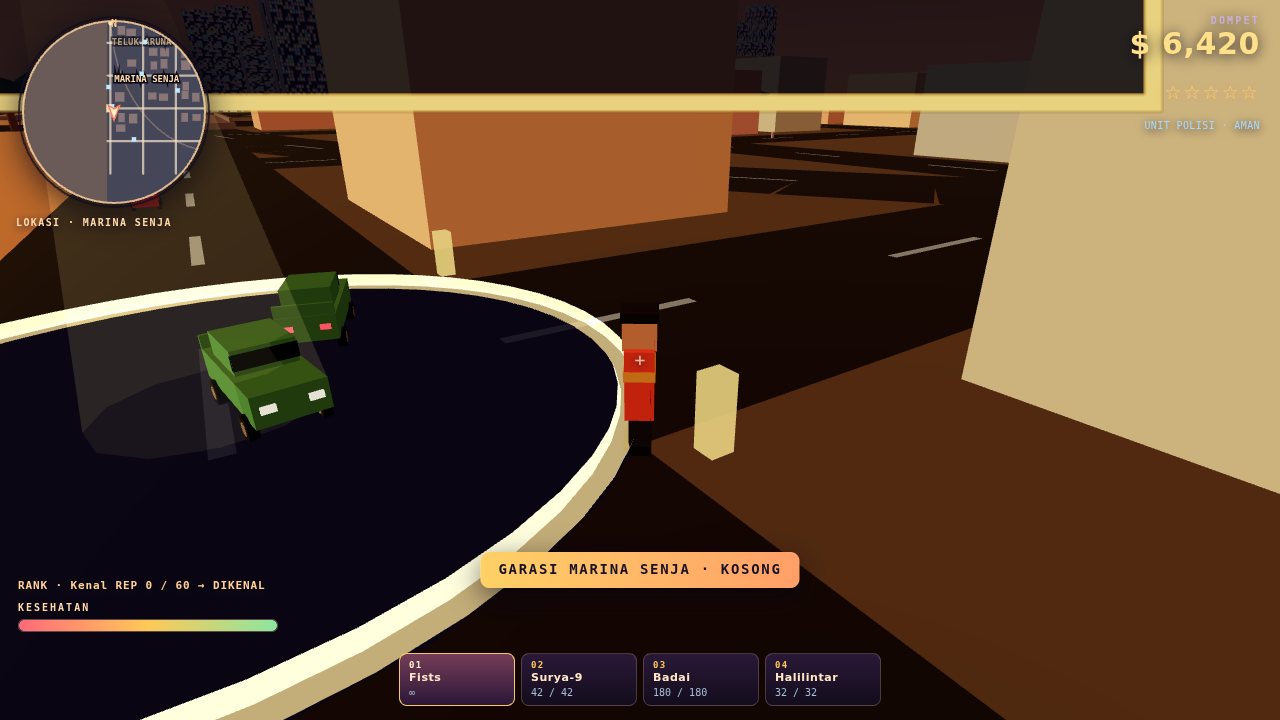 N
TELUK ARUNA
MARINA SENJA
LOKASI · MARINA SENJA
DOMPET
$ 6,420
☆☆☆☆☆
UNIT POLISI · AMAN
GARASI MARINA SENJA · KOSONG
RANK · Kenal REP 0 / 60 → DIKENAL
KESEHATAN
01
Fists
∞
02
Surya-9
42 / 42
03
Badai
180 / 180
04
Halilintar
32 / 32